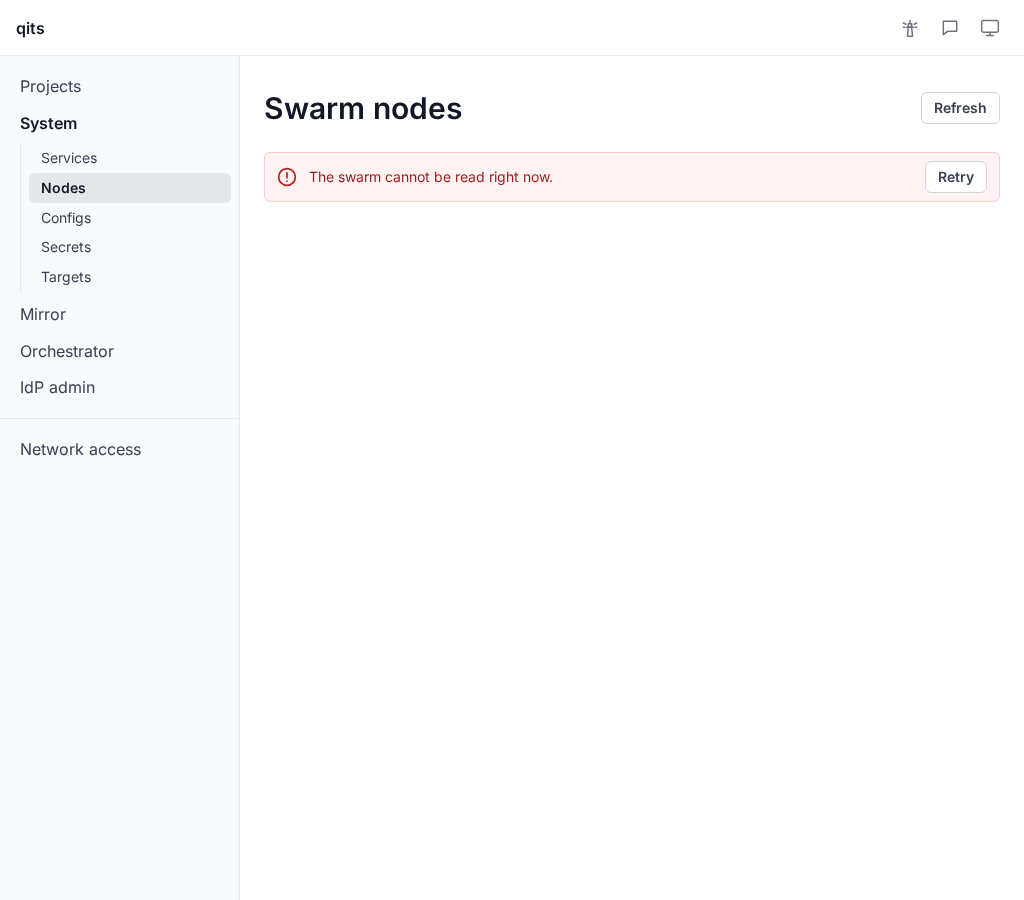 qits
Projects
System
Services
Nodes
Configs
Secrets
Targets
Mirror
Orchestrator
IdP admin
Network access
Swarm nodes
Refresh
The swarm cannot be read right now.
Retry